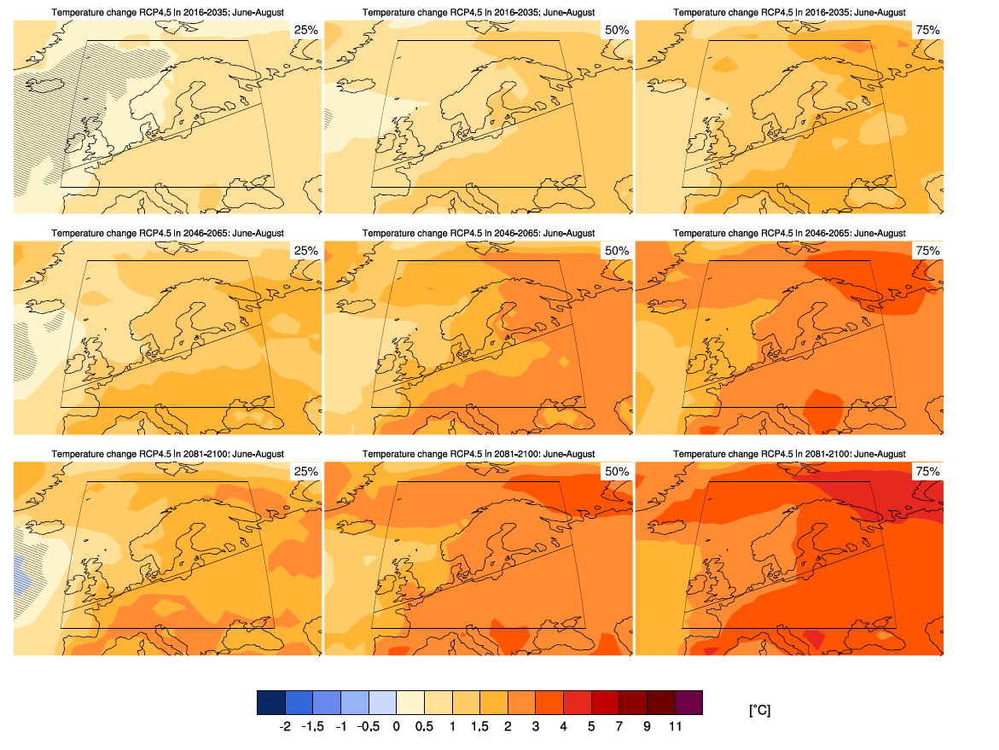 Temperature change RCP4.5 in 2016-2035: June-August
25%
Temperature change RCP4.5 in 2016-2035: June-August
50%
Temperature change RCP4.5 in 2016-2035: June-August
75%
Temperature change RCP4.5 in 2046-2065: June-August
25%
Temperature change RCP4.5 in 2046-2065: June-August
50%
Temperature change RCP4.5 in 2046-2065: June-August
75%
Temperature change RCP4.5 in 2081-2100: June-August
25%
Temperature change RCP4.5 in 2081-2100: June-August
50%
Temperature change RCP4.5 in 2081-2100: June-August
75%
-2 -1.5 -1 -0.5 0 0.5 1 1.5 2 3 4 5 7 9 11
[°C]